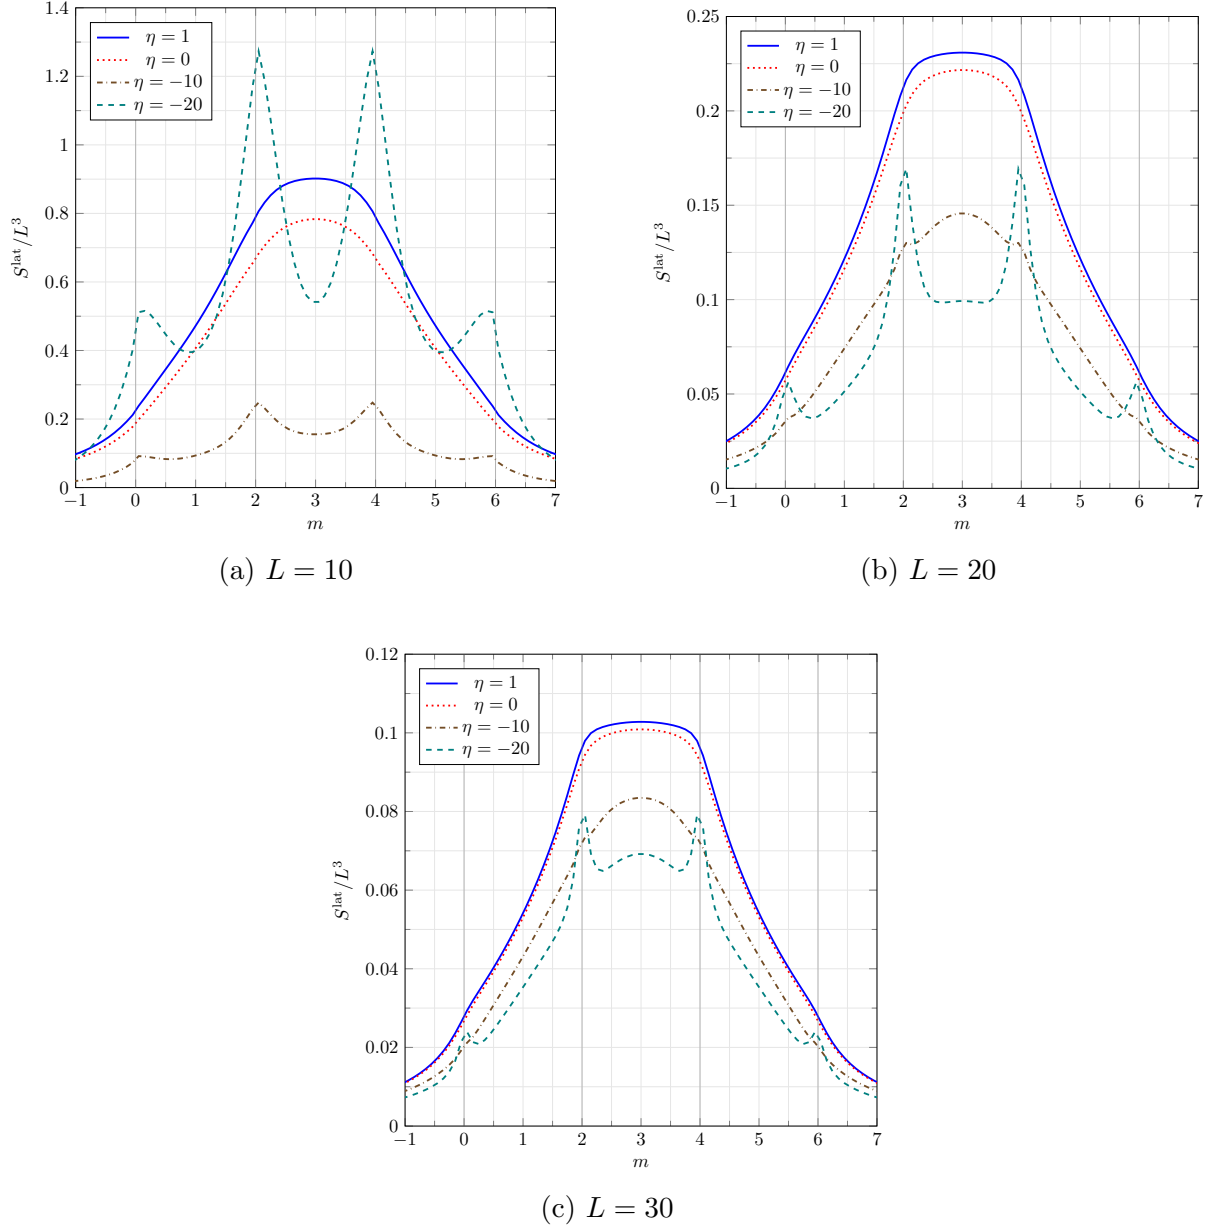 η = 1
η = 0
η = −10
η = −20
1.4
1.2
1
0.8
0.6
0.4
0.2
0
−1 0 1 2 3 4 5 6 7
S^lat/L^3
m
(a) L = 10
η = 1
η = 0
η = −10
η = −20
0.25
0.2
0.15
0.1
0.05
0
−1 0 1 2 3 4 5 6 7
S^lat/L^3
m
(b) L = 20
η = 1
η = 0
η = −10
η = −20
0.12
0.1
0.08
0.06
0.04
0.02
0
−1 0 1 2 3 4 5 6 7
S^lat/L^3
m
(c) L = 30